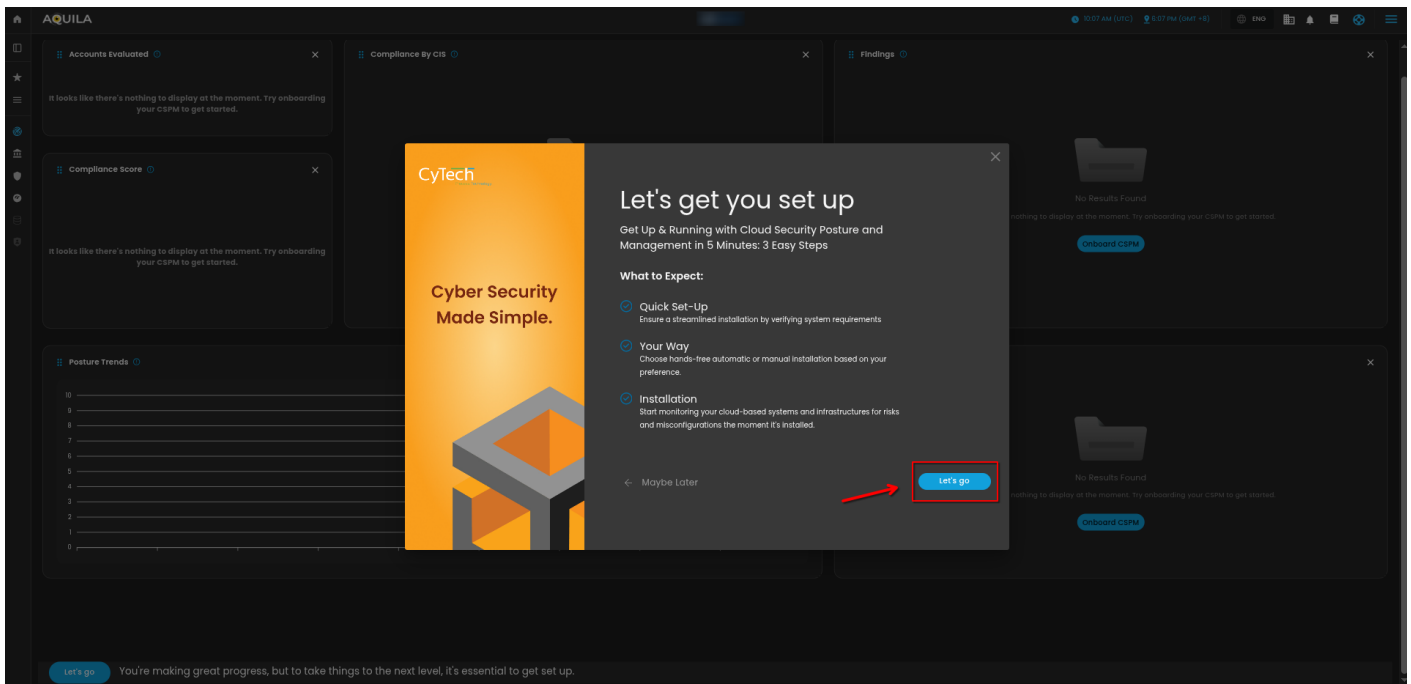 AQUILA
10:07 AM (UTC) 6:07 PM (GMT +8) ENG
Accounts Evaluated
It looks like there's nothing to display at the moment. Try onboarding
your CSPM to get started.
Compliance By CIS
Findings
No Results Found
nothing to display at the moment. Try onboarding your CSPM to get started.
Onboard CSPM
Compliance Score
It looks like there's nothing to display at the moment. Try onboarding
your CSPM to get started.
CyTech
Cyber Security
Made Simple.
Let's get you set up
Get Up & Running with Cloud Security Posture and
Management in 5 Minutes: 3 Easy Steps
What to Expect:
Quick Set-Up
Ensure a streamlined installation by verifying system requirements
Your Way
Choose hands-free automatic or manual installation based on your
preference.
Installation
Start monitoring your cloud-based systems and infrastructures for risks
and misconfigurations the moment it's installed.
Maybe Later
Let's go
Posture Trends
10
9
8
7
6
5
4
3
2
1
0
No Results Found
nothing to display at the moment. Try onboarding your CSPM to get started.
Onboard CSPM
Let's go You're making great progress, but to take things to the next level, it's essential to get set up.